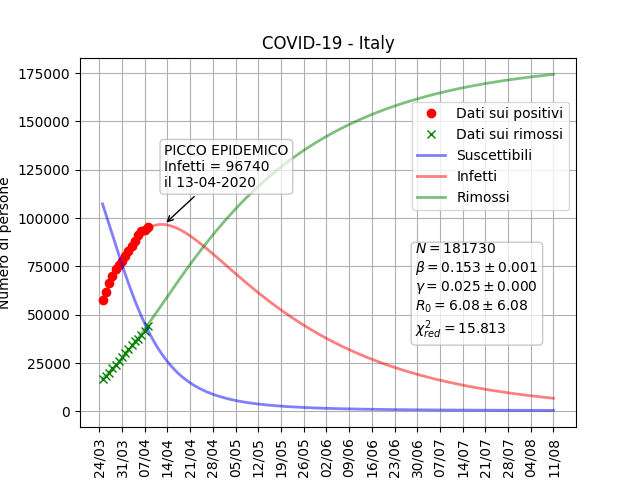 COVID-19 - Italy
175000
150000
125000
100000
75000
50000
25000
0
Numero di persone
PICCO EPIDEMICO
Infetti = 96740
il 13-04-2020
Dati sui positivi
Dati sui rimossi
Suscettibili
Infetti
Rimossi
N = 181730
β = 0.153 ± 0.001
γ = 0.025 ± 0.000
R₀ = 6.08 ± 6.08
χ²red = 15.813
24/03
31/03
07/04
14/04
21/04
28/04
05/05
12/05
19/05
26/05
02/06
09/06
16/06
23/06
30/06
07/07
14/07
21/07
28/07
04/08
11/08